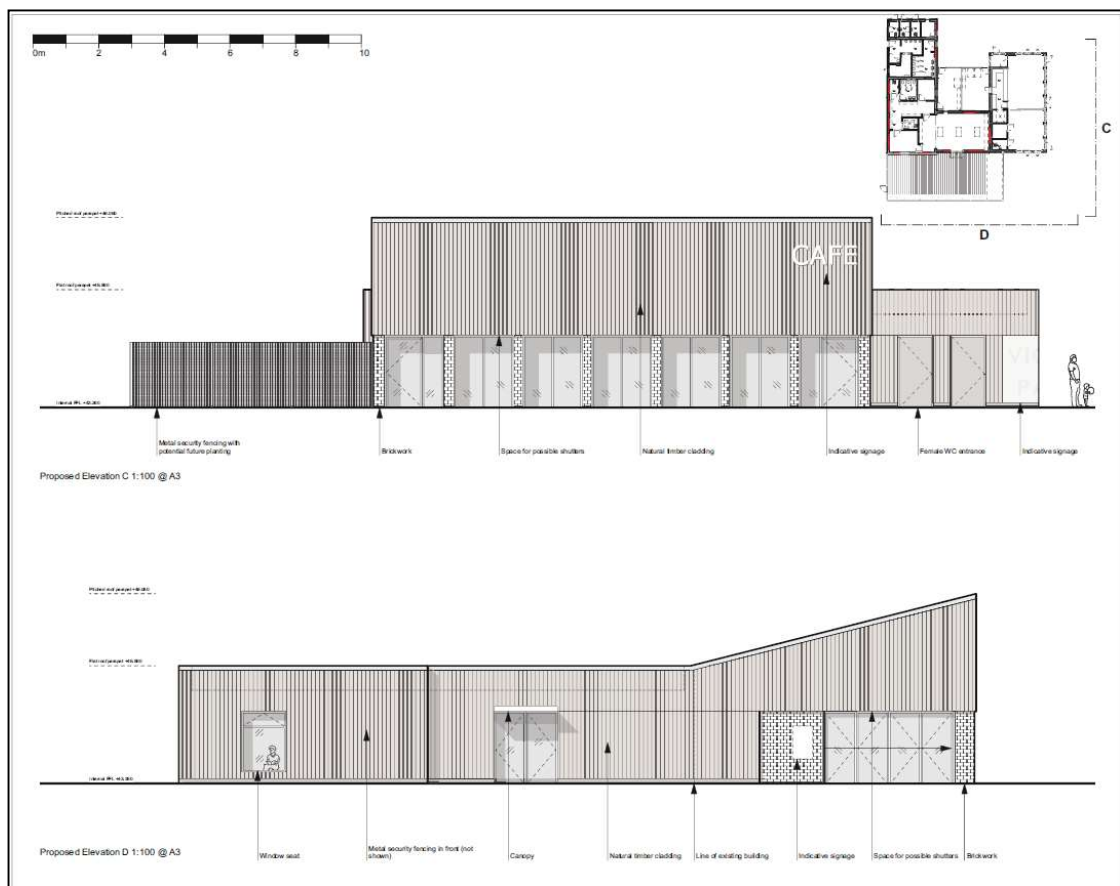 0m 2 4 6 8 10
C
D
CAFE
Metal security fencing with
potential future planting
Brickwork
Space for possible shutters
Natural timber cladding
Indicative signage
Female WC entrance
Indicative signage
Proposed Elevation C 1:100 @ A3
Window seat
Metal security fencing in front (not
shown)
Canopy
Natural timber cladding
Line of existing building
Indicative signage
Space for possible shutters
Brickwork
Proposed Elevation D 1:100 @ A3